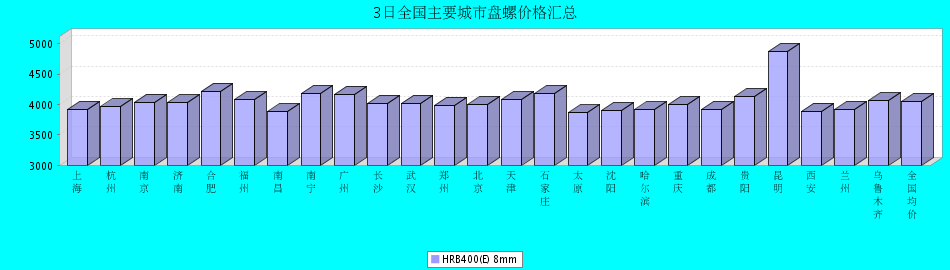 3日全国主要城市盘螺价格汇总
5000
4500
4000
3500
3000
上海
杭州
南京
济南
合肥
福州
南昌
南宁
广州
长沙
武汉
郑州
北京
天津
石家庄
太原
沈阳
哈尔滨
重庆
成都
贵阳
昆明
西安
兰州
乌鲁木齐
全国均价
HRB400(E) 8mm